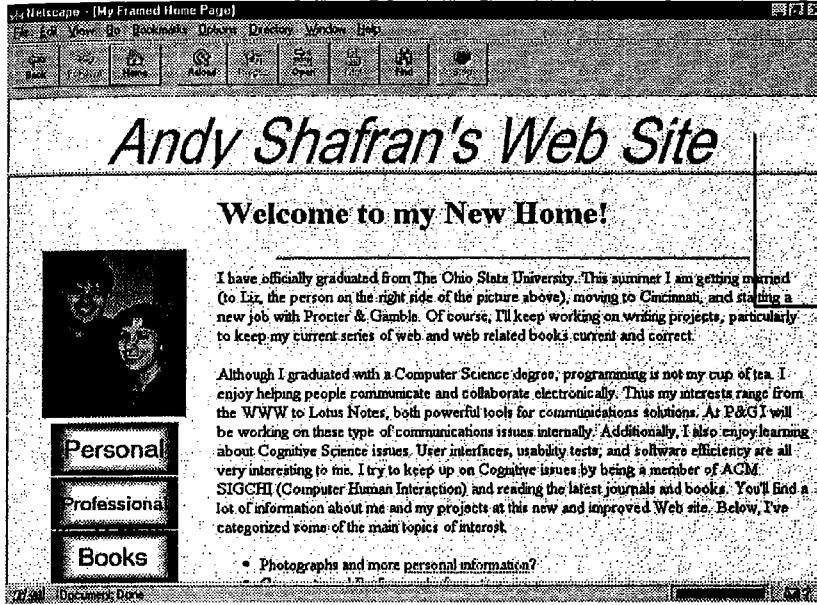 Netscape - [My Framed Home Page]
File Edit View Go Bookmarks Options Directory Window Help
Back Home Reload Open Find
Andy Shafran's Web Site
Welcome to my New Home!
I have officially graduated from The Ohio State University. This summer I am getting married
(to Liz, the person on the right side of the picture above), moving to Cincinnati, and starting a
new job with Procter & Gamble. Of course, I'll keep working on writing projects, particularly
to keep my current series of web and web related books current and correct.
Although I graduated with a Computer Science degree, programming is not my cup of tea. I
enjoy helping people communicate and collaborate electronically. Thus my interests range from
the WWW to Lotus Notes, both powerful tools for communications solutions. At P&G I will
be working on these type of communications issues internally. Additionally, I also enjoy learning
about Cognitive Science issues. User interfaces, usability tests, and software efficiency are all
very interesting to me. I try to keep up on Cognitive issues by being a member of ACM
SIGCHI (Computer Human Interaction) and reading the latest journals and books. You'll find a
lot of information about me and my projects at this new and improved Web site. Below, I've
categorized some of the main topics of interest.
• Photographs and more personal information?
Personal
Professional
Books
Document Done